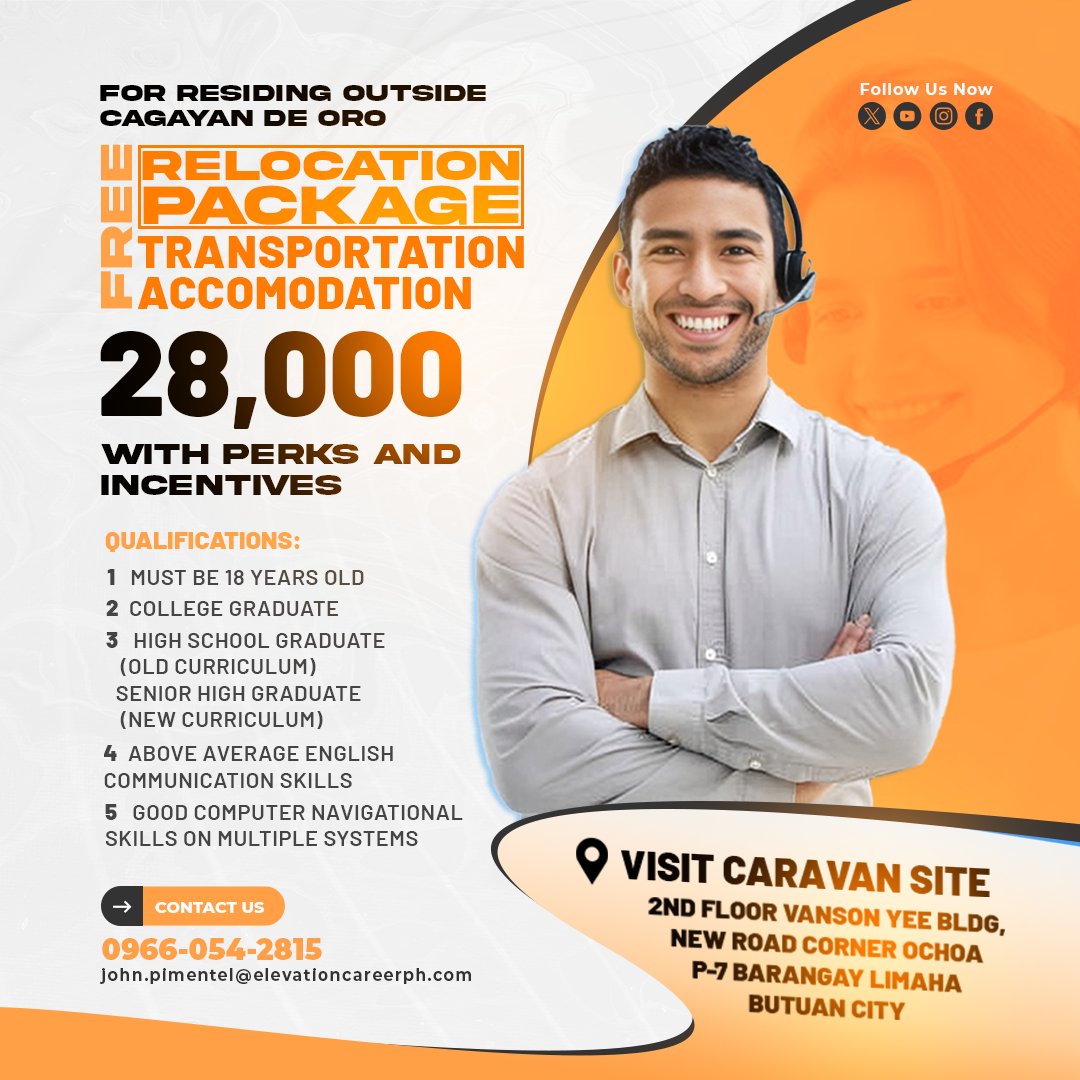 Follow Us Now
FOR RESIDING OUTSIDE
CAGAYAN DE ORO
FREE
RELOCATION
PACKAGE
TRANSPORTATION
ACCOMODATION
28,000
WITH PERKS AND
INCENTIVES
QUALIFICATIONS:
1 MUST BE 18 YEARS OLD
2 COLLEGE GRADUATE
3 HIGH SCHOOL GRADUATE
(OLD CURRICULUM)
SENIOR HIGH GRADUATE
(NEW CURRICULUM)
4 ABOVE AVERAGE ENGLISH
COMMUNICATION SKILLS
5 GOOD COMPUTER NAVIGATIONAL
SKILLS ON MULTIPLE SYSTEMS
CONTACT US
0966-054-2815
john.pimentel@elevationcareerph.com
VISIT CARAVAN SITE
2ND FLOOR VANSON YEE BLDG,
NEW ROAD CORNER OCHOA
P-7 BARANGAY LIMAHA
BUTUAN CITY